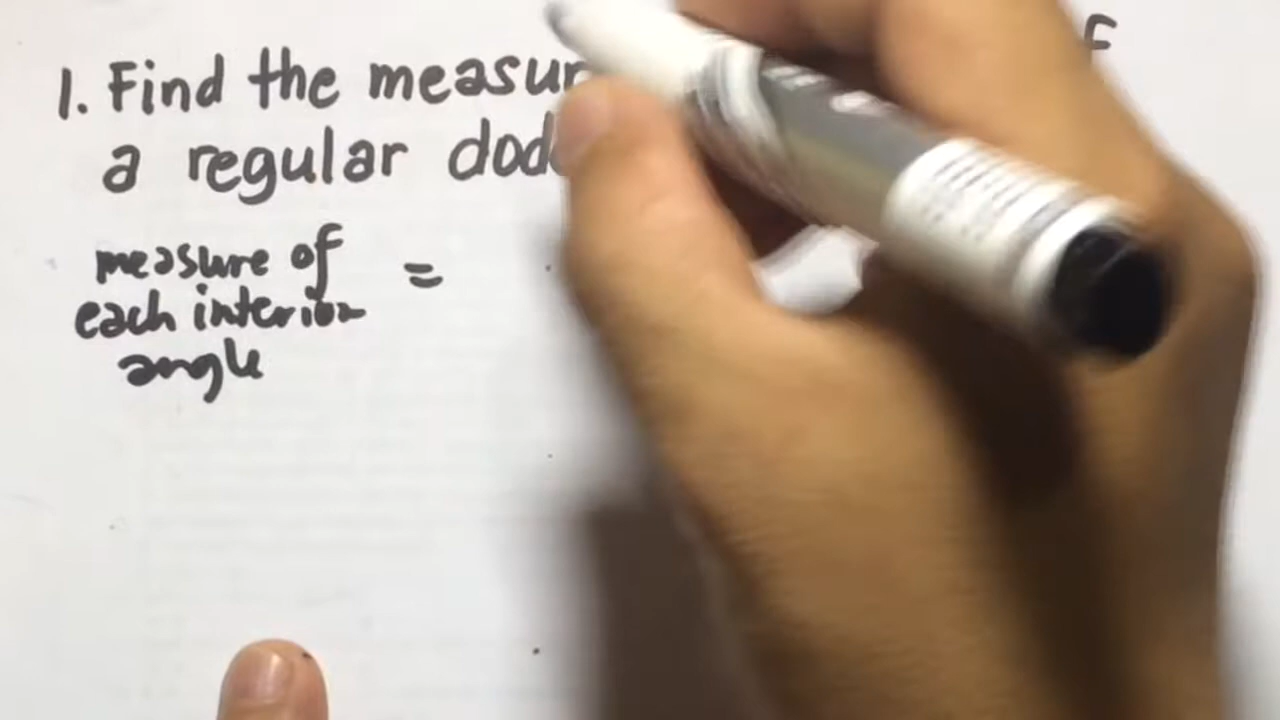 1. Find the measur f
a regular dod
measure of =
each interior
angle